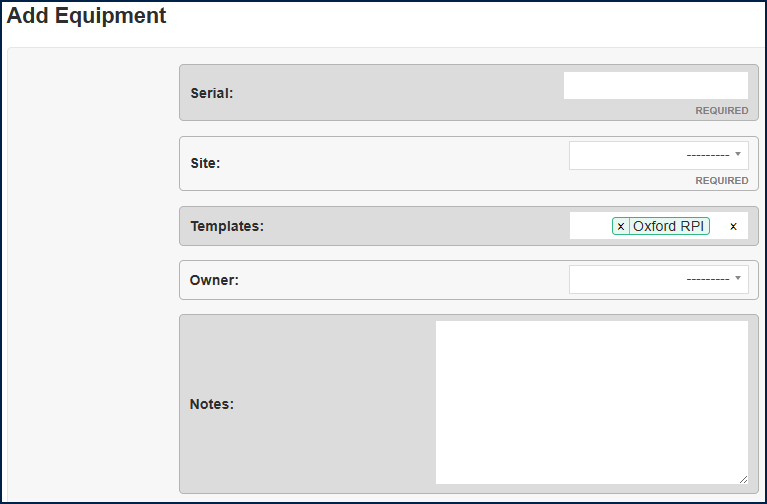 Add Equipment
Serial:
REQUIRED
Site:
---------
REQUIRED
Templates:
x Oxford RPI x
Owner:
---------
Notes: